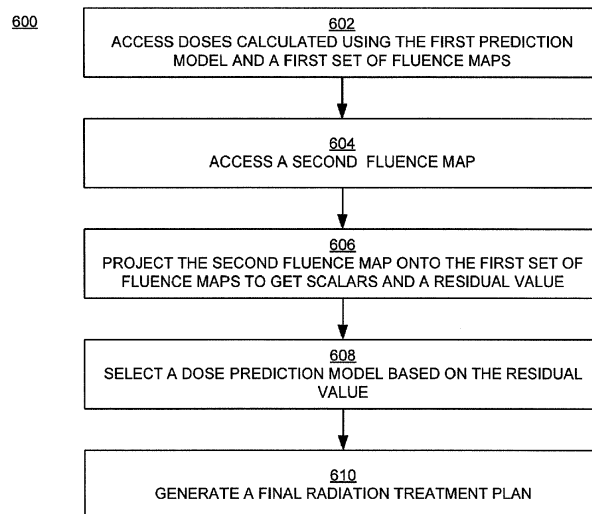 600
602
ACCESS DOSES CALCULATED USING THE FIRST PREDICTION
MODEL AND A FIRST SET OF FLUENCE MAPS
604
ACCESS A SECOND FLUENCE MAP
606
PROJECT THE SECOND FLUENCE MAP ONTO THE FIRST SET OF
FLUENCE MAPS TO GET SCALARS AND A RESIDUAL VALUE
608
SELECT A DOSE PREDICTION MODEL BASED ON THE RESIDUAL
VALUE
610
GENERATE A FINAL RADIATION TREATMENT PLAN